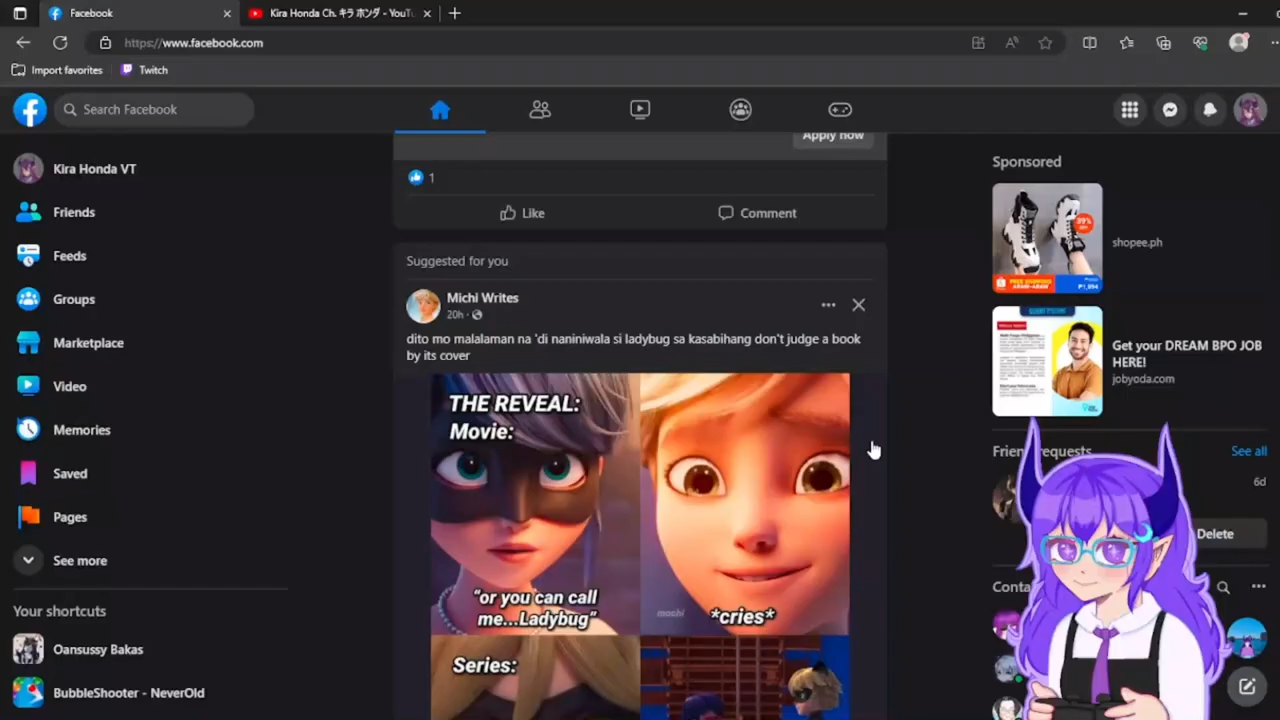 Facebook
Kira Honda Ch. キラ ホンダ - YouTu
https://www.facebook.com
Import favorites
Twitch
Search Facebook
Kira Honda VT
Friends
Feeds
Groups
Marketplace
Video
Memories
Saved
Pages
See more
Your shortcuts
Oansussy Bakas
BubbleShooter - NeverOld
Apply now
1
Like
Comment
Suggested for you
Michi Writes
20h ·
dito mo malalaman na 'di naniniwala si ladybug sa kasabihang don't judge a book
by its cover
THE REVEAL:
Movie:
"or you can call
me...Ladybug"
*cries*
Series:
Sponsored
shopee.ph
Get your DREAM BPO JOB
HERE!
jobyoda.com
Friend requests
See all
6d
Delete
Conta